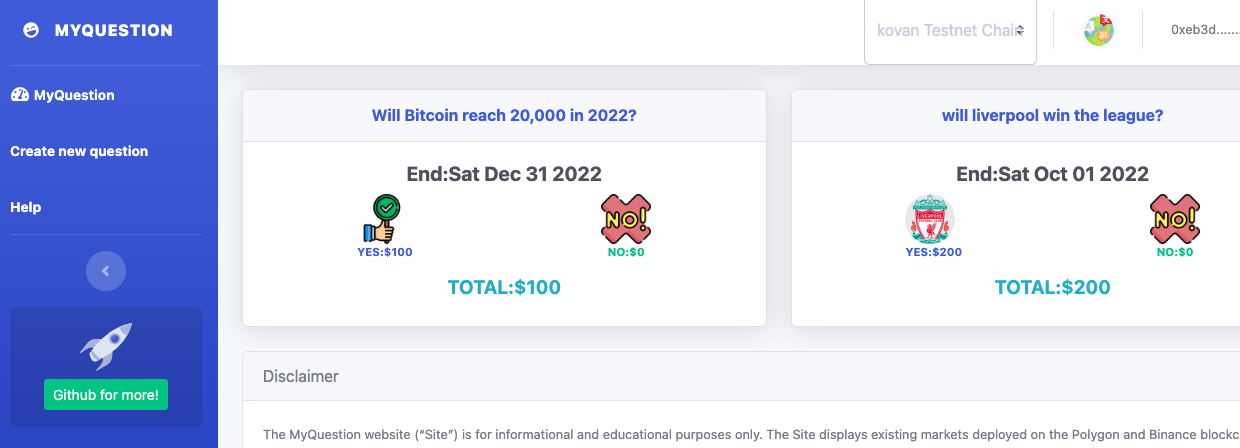 MYQUESTION
kovan Testnet Chain
0xeb3d......
MyQuestion
Create new question
Help
Github for more!
Will Bitcoin reach 20,000 in 2022?
End:Sat Dec 31 2022
NO!
YES:$100
NO:$0
TOTAL:$100
will liverpool win the league?
End:Sat Oct 01 2022
LIVERPOOL
NO!
YES:$200
NO:$0
TOTAL:$200
Disclaimer
The MyQuestion website (“Site”) is for informational and educational purposes only. The Site displays existing markets deployed on the Polygon and Binance blockc